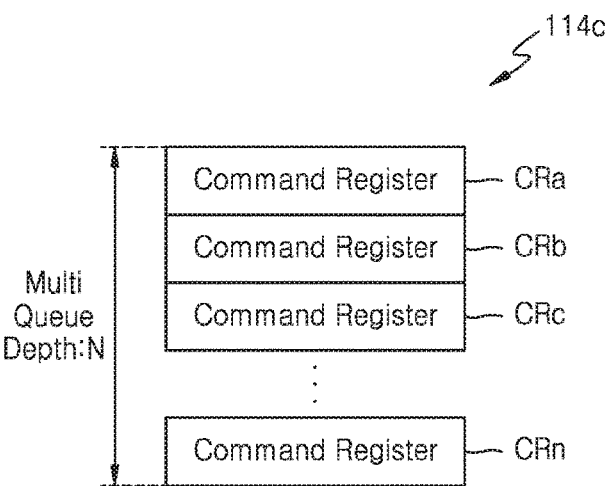 114c
Command Register CRa
Command Register CRb
Command Register CRc
Multi
Queue
Depth:N
Command Register CRn